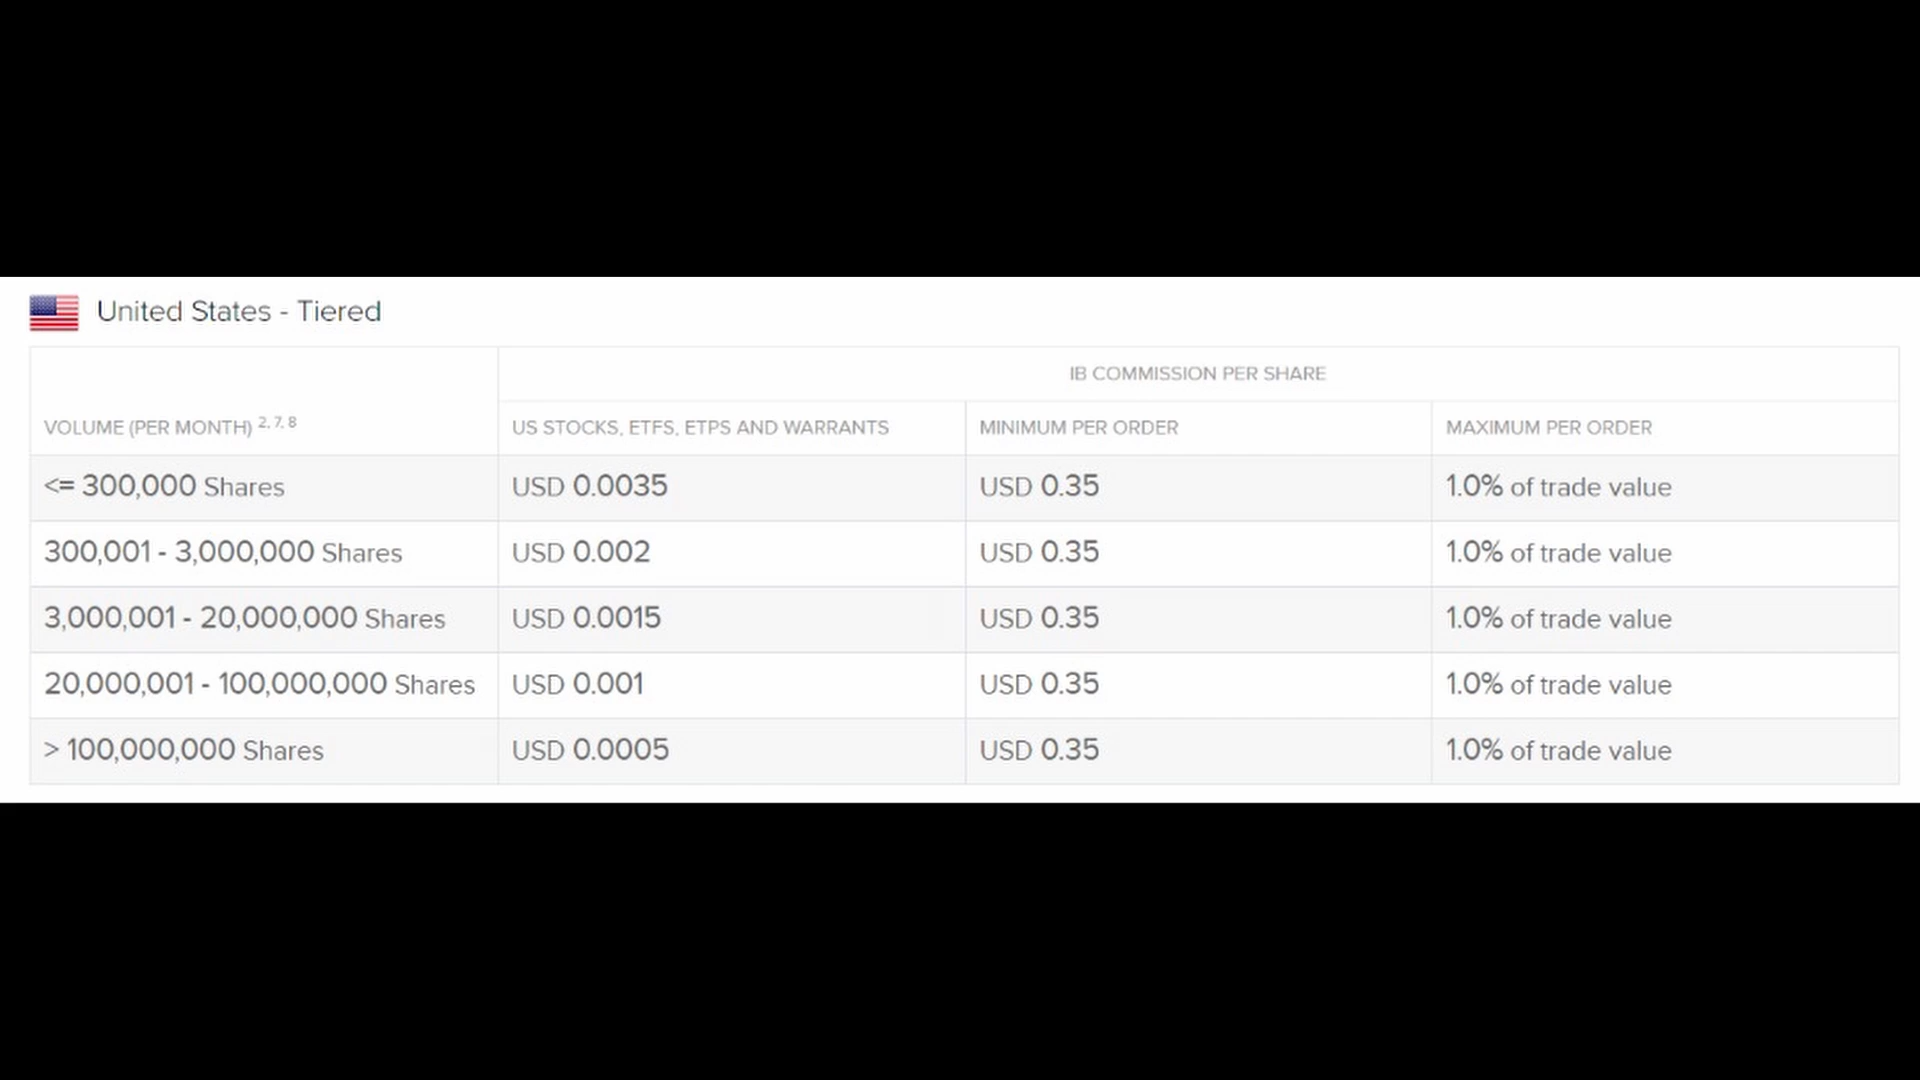 United States - Tiered
IB COMMISSION PER SHARE
VOLUME (PER MONTH) 2, 7, 8 US STOCKS, ETFS, ETPS AND WARRANTS MINIMUM PER ORDER MAXIMUM PER ORDER
<= 300,000 Shares USD 0.0035 USD 0.35 1.0% of trade value
300,001 - 3,000,000 Shares USD 0.002 USD 0.35 1.0% of trade value
3,000,001 - 20,000,000 Shares USD 0.0015 USD 0.35 1.0% of trade value
20,000,001 - 100,000,000 Shares USD 0.001 USD 0.35 1.0% of trade value
> 100,000,000 Shares USD 0.0005 USD 0.35 1.0% of trade value